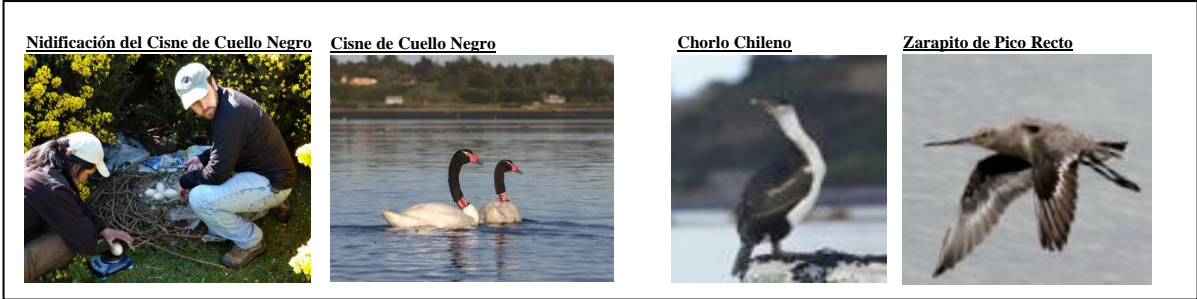 Nidificación del Cisne de Cuello Negro
Cisne de Cuello Negro
Chorlo Chileno
Zarapito de Pico Recto